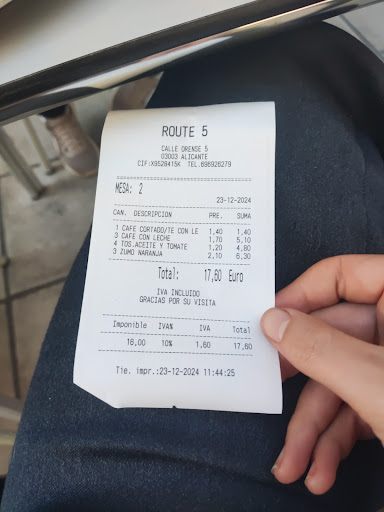 ROUTE 5
CALLE ORENSE 5
03003 ALICANTE
CIF:X9528415K TEL.698926279
MESA: 2
23-12-2024
CAN. DESCRIPCION PRE. SUMA
1 CAFE CORTADO/TE CON LE 1,40 1,40
3 CAFE CON LECHE 1,70 5,10
4 TOS.ACEITE Y TOMATE 1,20 4,80
3 ZUMO NARANJA 2,10 6,30
Total: 17,60 Euro
IVA INCLUIDO
GRACIAS POR SU VISITA
Imponible IVA% IVA Total
16,00 10% 1,60 17,60
Tie. impr.:23-12-2024 11:44:25